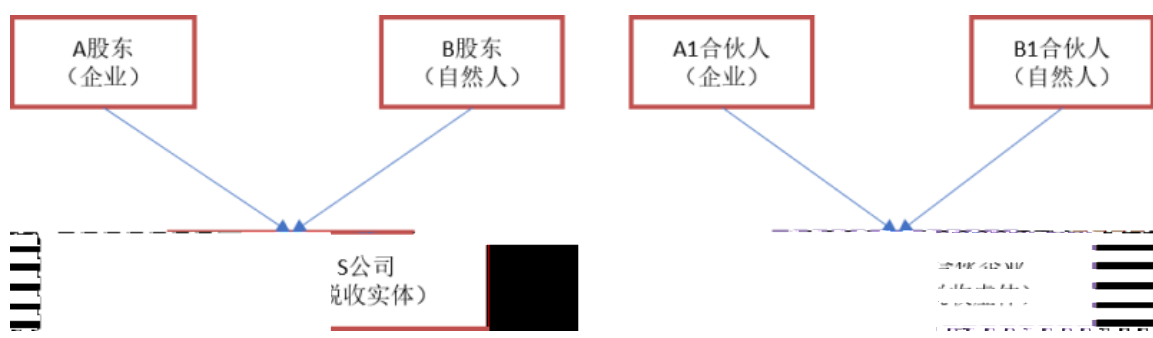 A股东
（企业）
B股东
（自然人）
A1合伙人
（企业）
B1合伙人
（自然人）
S公司
税收实体）